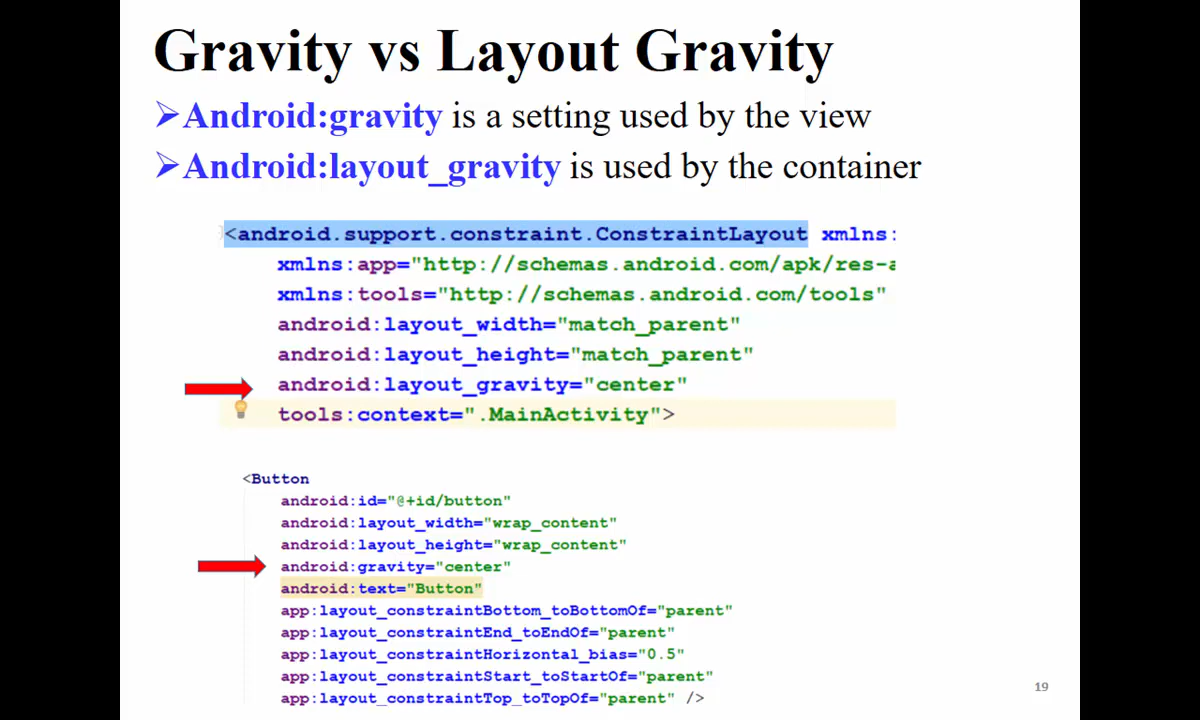 Gravity vs Layout Gravity
➢Android:gravity is a setting used by the view
➢Android:layout_gravity is used by the container
<android.support.constraint.ConstraintLayout xmlns:
xmlns:app="http://schemas.android.com/apk/res-a
xmlns:tools="http://schemas.android.com/tools"
android:layout_width="match_parent"
android:layout_height="match_parent"
android:layout_gravity="center"
tools:context=".MainActivity">
<Button
android:id="@+id/button"
android:layout_width="wrap_content"
android:layout_height="wrap_content"
android:gravity="center"
android:text="Button"
app:layout_constraintBottom_toBottomOf="parent"
app:layout_constraintEnd_toEndOf="parent"
app:layout_constraintHorizontal_bias="0.5"
app:layout_constraintStart_toStartOf="parent"
app:layout_constraintTop_toTopOf="parent" />
19